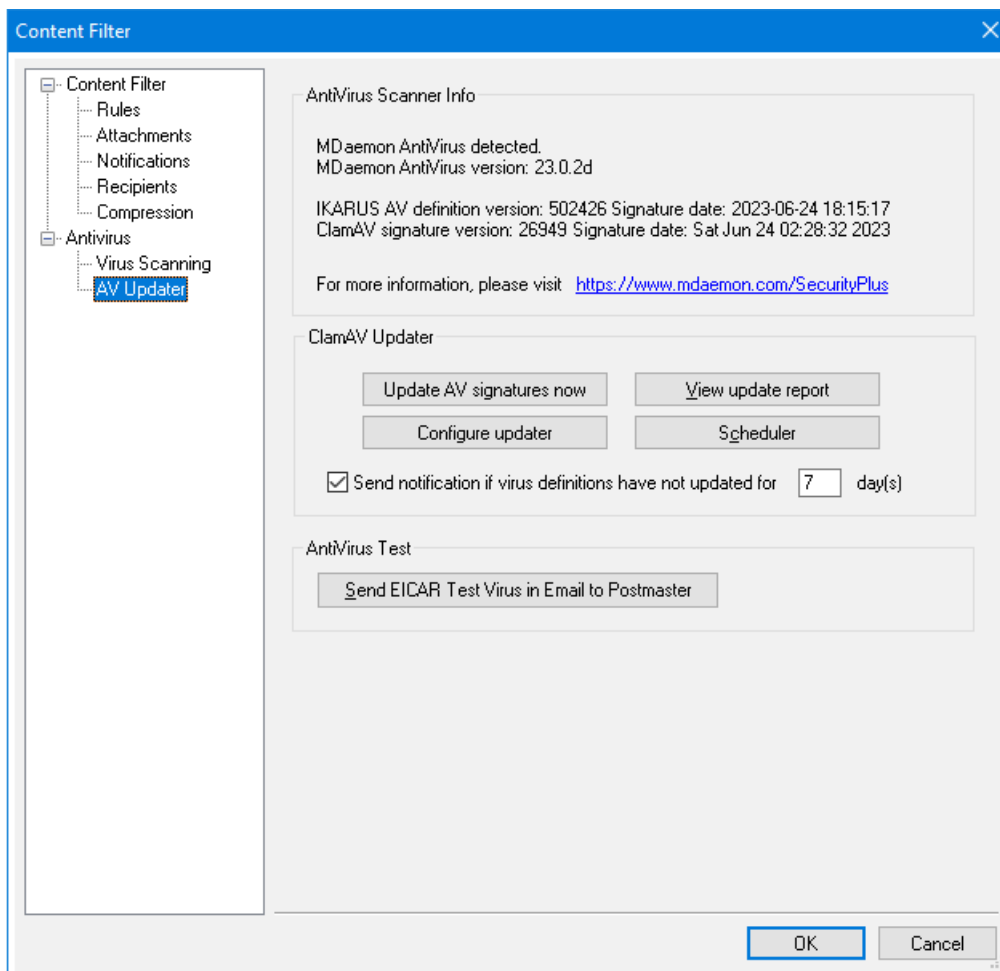 Content Filter
Content Filter
Rules
Attachments
Notifications
Recipients
Compression
Antivirus
Virus Scanning
AV Updater
AntiVirus Scanner Info
MDaemon AntiVirus detected.
MDaemon AntiVirus version: 23.0.2d
IKARUS AV definition version: 502426 Signature date: 2023-06-24 18:15:17
ClamAV signature version: 26949 Signature date: Sat Jun 24 02:28:32 2023
For more information, please visit https://www.mdaemon.com/SecurityPlus
ClamAV Updater
Update AV signatures now
View update report
Configure updater
Scheduler
Send notification if virus definitions have not updated for 7 day(s)
AntiVirus Test
Send EICAR Test Virus in Email to Postmaster
OK
Cancel